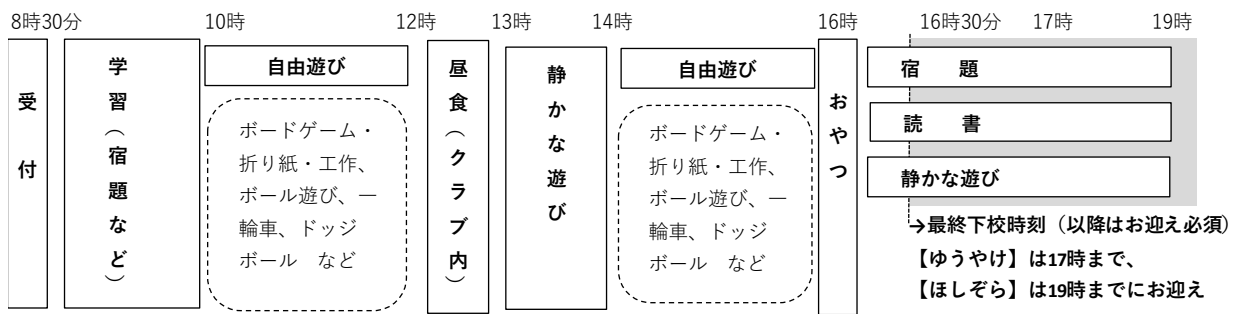 8時30分 10時 12時 13時 14時 16時 16時30分 17時 19時
受付
学習(宿題など)
自由遊び
ボードゲーム・
折り紙・工作、
ボール遊び、一
輪車、ドッジ
ボール　など
昼食(クラブ内)
静かな遊び
自由遊び
ボードゲーム・
折り紙・工作、
ボール遊び、一
輪車、ドッジ
ボール　など
おやつ
宿　題
読　書
静かな遊び
→最終下校時刻（以降はお迎え必須）
【ゆうやけ】は17時まで、
【ほしぞら】は19時までにお迎え